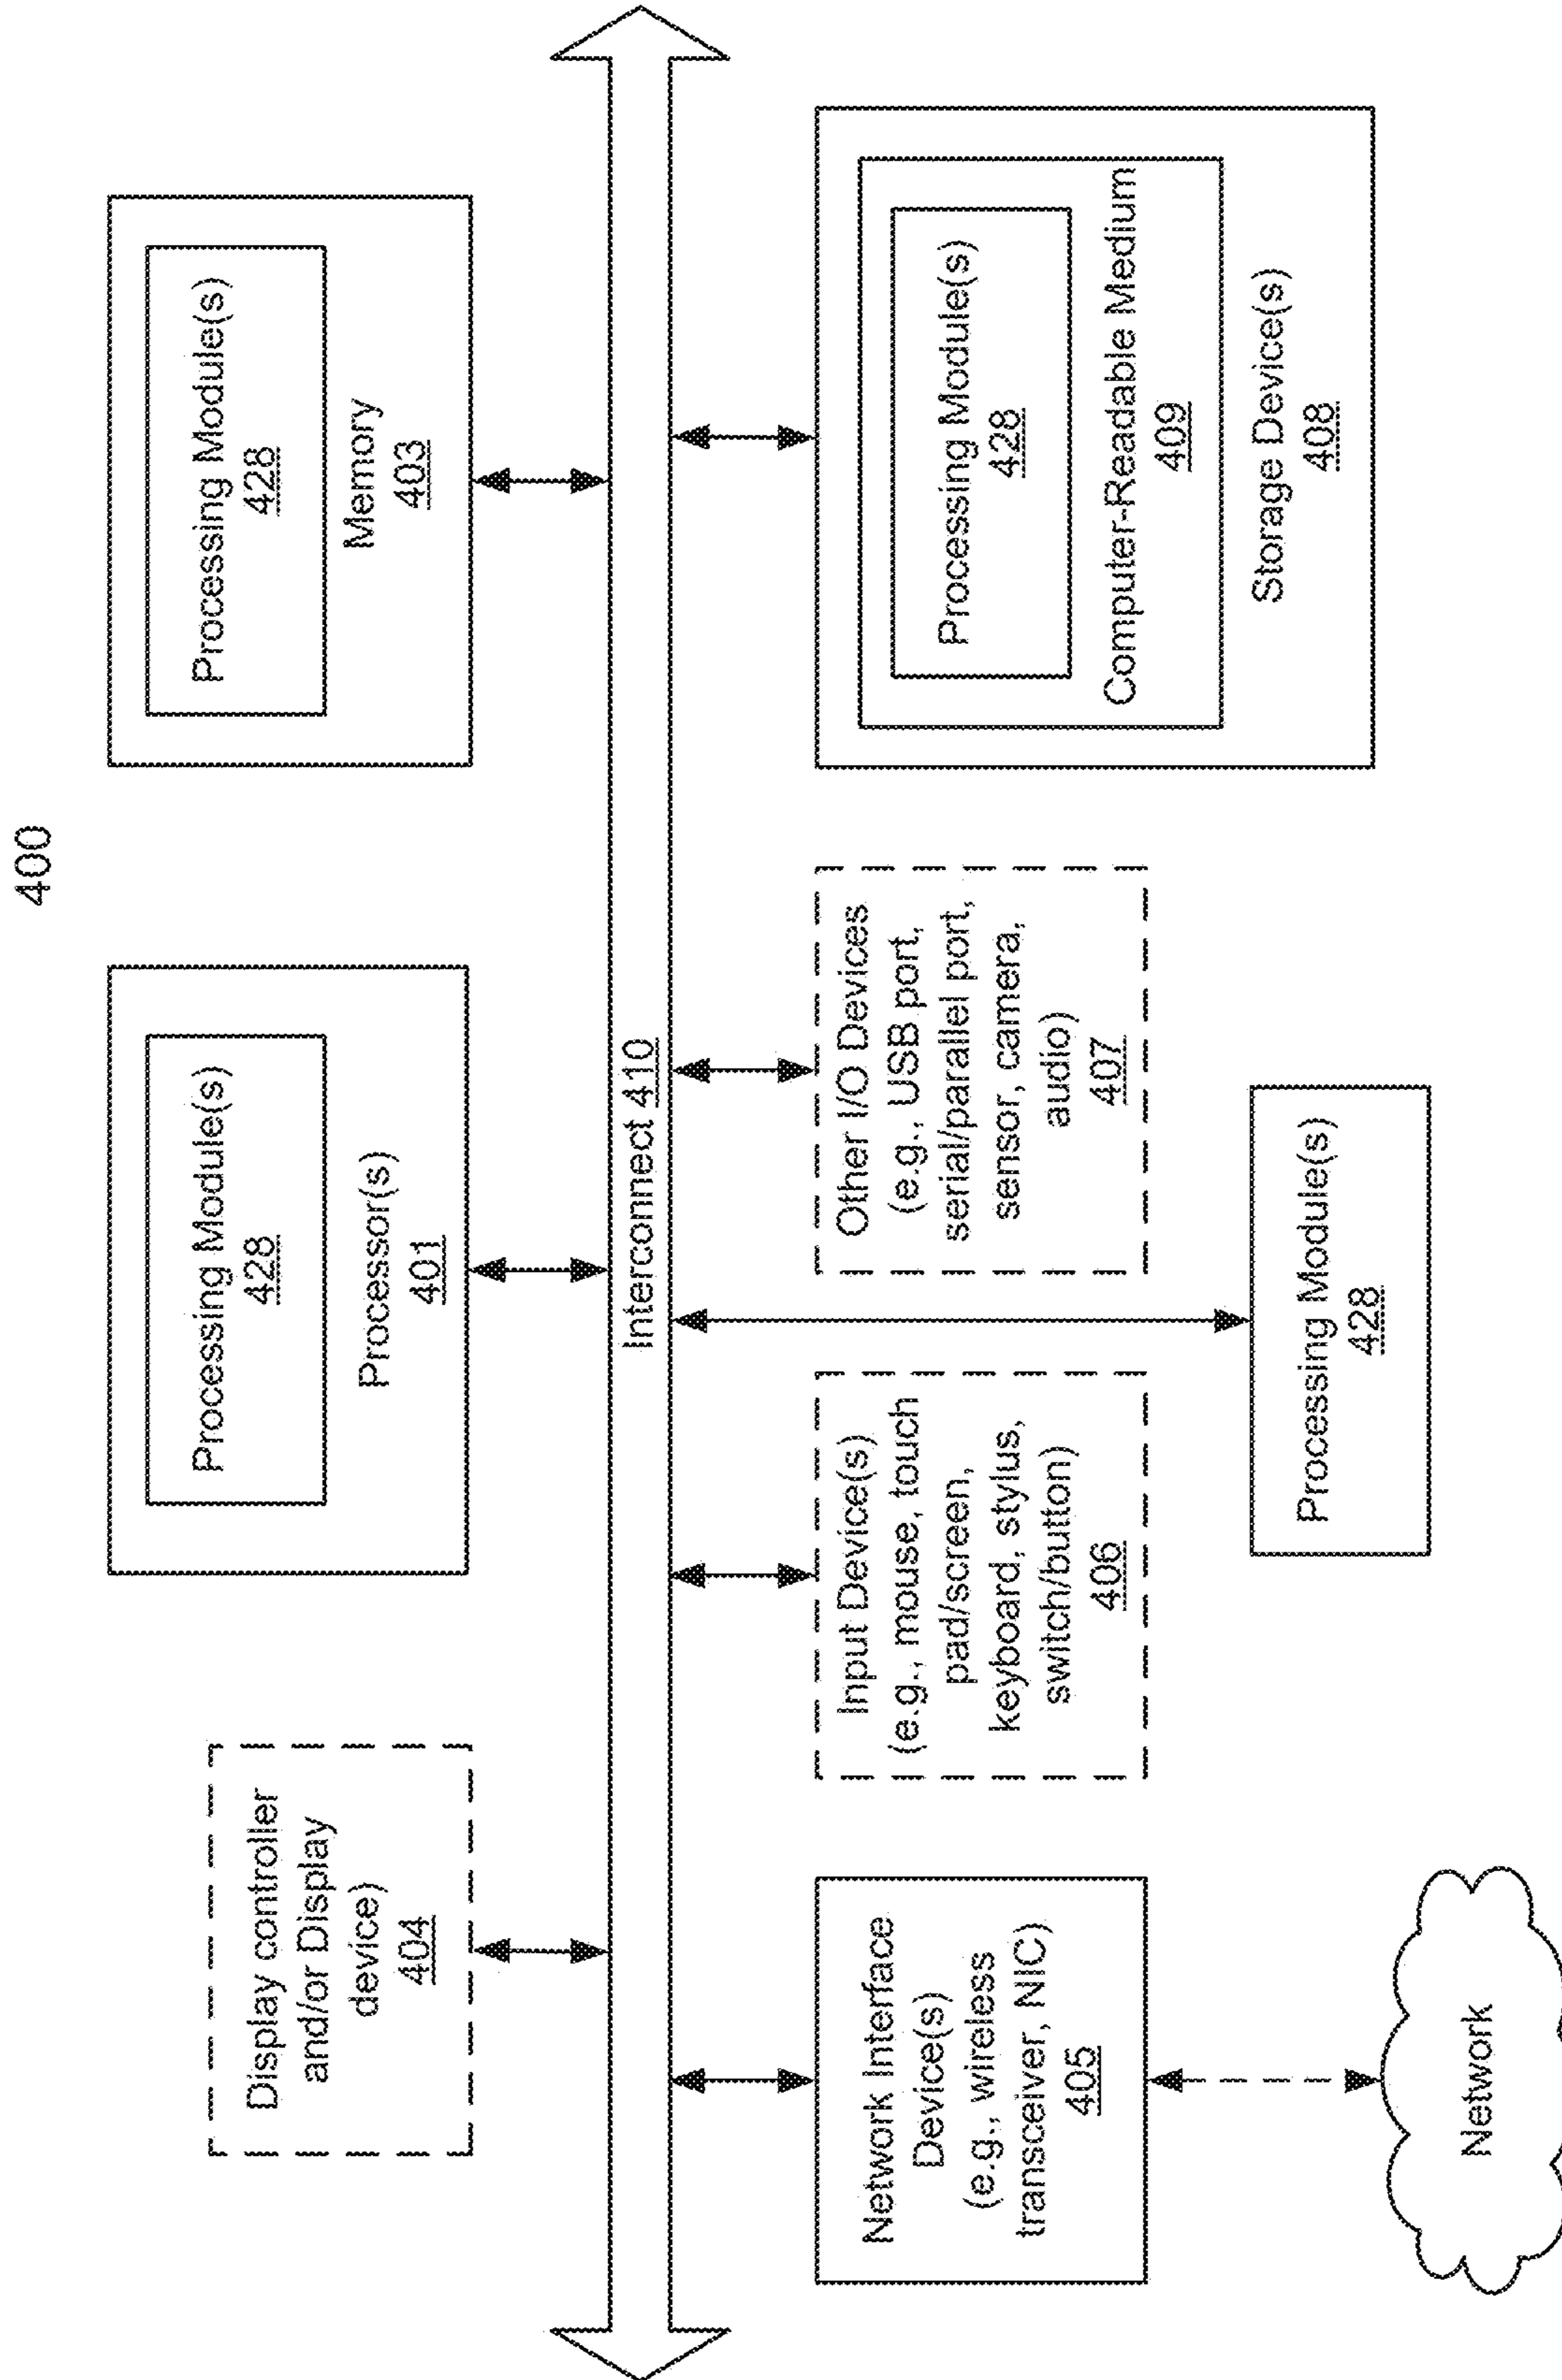 400
Display controller
and/or Display
device)
404
Processing Module(s)
428
Processor(s)
401
Processing Module(s)
428
Memory
403
Interconnect 410
Network Interface
Device(s)
(e.g., wireless
transceiver, NIC)
405
Input Device(s)
(e.g., mouse, touch
pad/screen,
keyboard, stylus,
switch/button)
406
Other I/O Devices
(e.g., USB port,
serial/parallel port,
sensor, camera,
audio)
407
Processing Module(s)
428
Computer-Readable Medium
409
Storage Device(s)
408
Network
Processing Module(s)
428